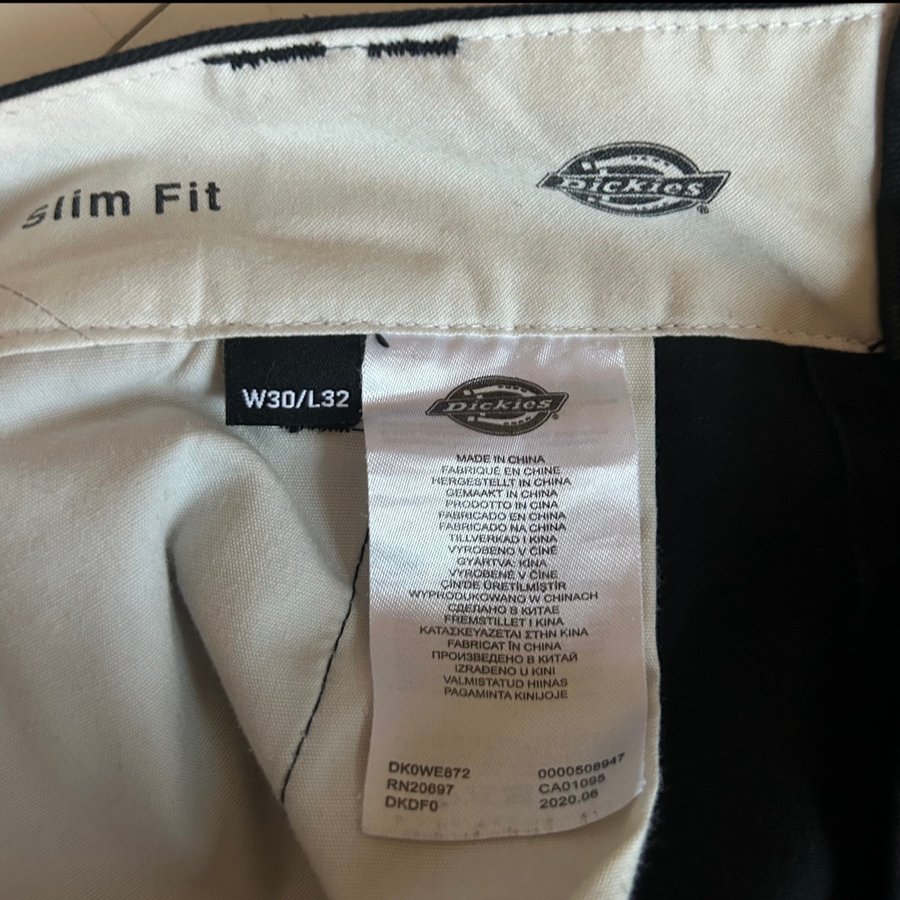 Slim Fit
Dickies®
W30/L32
Dickies®
MADE IN CHINA
FABRIQUÉ EN CHINE
HERGESTELLT IN CHINA
GEMAAKT IN CHINA
PRODOTTO IN CINA
FABRICADO EN CHINA
FABRICADO NA CHINA
TILLVERKAD I KINA
VYROBENO V ČÍNĚ
GYÁRTVA: KÍNA
VYROBENÉ V ČÍNE
ÇİN'DE ÜRETİLMİŞTİR
WYPRODUKOWANO W CHINACH
СДЕЛАНО В КИТАЕ
FREMSTILLET I KINA
ΚΑΤΑΣΚΕΥΑΖΕΤΑΙ ΣΤΗΝ ΚΙΝΑ
FABRICAT ÎN CHINA
ПРОИЗВЕДЕНО В КИТАЙ
IZRAĐENO U KINI
VALMISTATUD HIINAS
PAGAMINTA KINIJOJE
DK0WE872 0000508947
RN20697 CA01095
DKDF0 2020.06